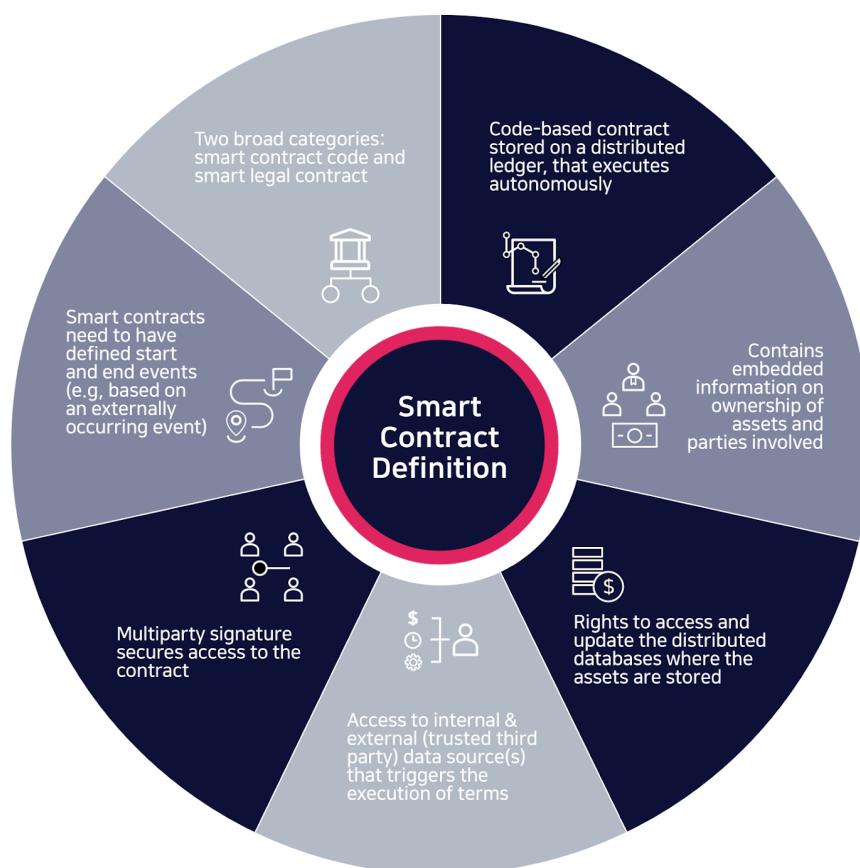 Smart
Contract
Definition
Code-based contract
stored on a distributed
ledger, that executes
autonomously
Contains
embedded
information on
ownership of
assets and
parties involved
Rights to access and
update the distributed
databases where the
assets are stored
$
Access to internal &
external (trusted third
party) data source(s)
that triggers the
execution of terms
$
Multiparty signature
secures access to the
contract
Smart contracts
need to have
defined start
and end events
(e.g, based on
an externally
occurring event)
Two broad categories:
smart contract code and
smart legal contract